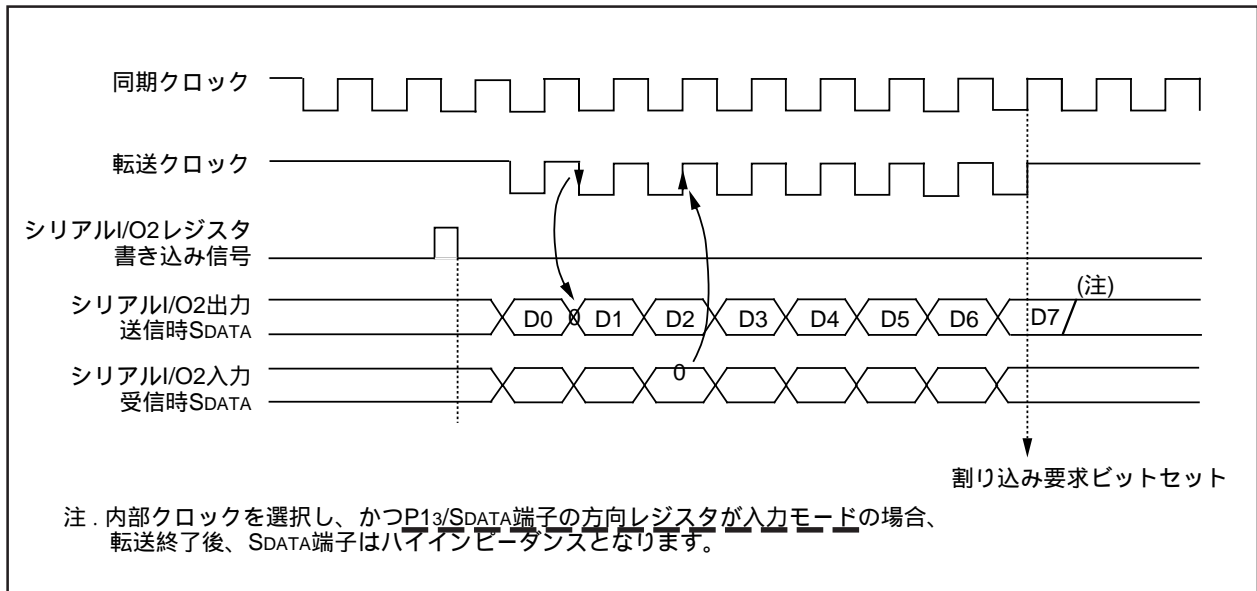 同期クロック
転送クロック
シリアルI/O2レジスタ
書き込み信号
シリアルI/O2出力
送信時SDATA
D0 0 D1 D2 D3 D4 D5 D6 D7
(注)
シリアルI/O2入力
受信時SDATA
0
割り込み要求ビットセット
注 . 内部クロックを選択し、かつP13/SDATA端子の方向レジスタが入力モードの場合、
転送終了後、SDATA端子はハイインピーダンスとなります。